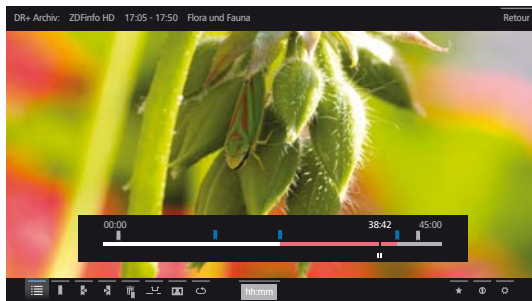 DR+ Archiv: ZDFinfo HD 17:05 - 17:50 Flora und Fauna Retour
00:00 38:42 45:00
hh:mm